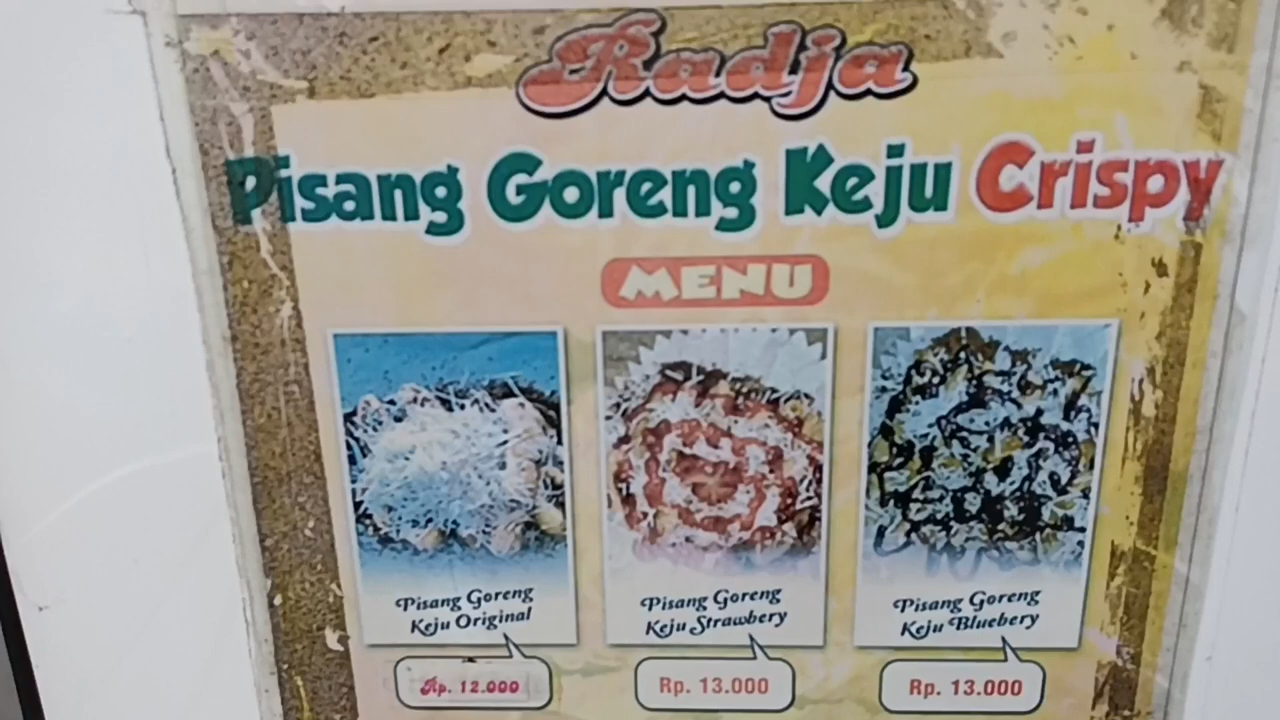 Radja
Pisang Goreng Keju Crispy
MENU
Pisang Goreng
Keju Original
Rp. 12.000
Pisang Goreng
Keju Strawbery
Rp. 13.000
Pisang Goreng
Keju Bluebery
Rp. 13.000